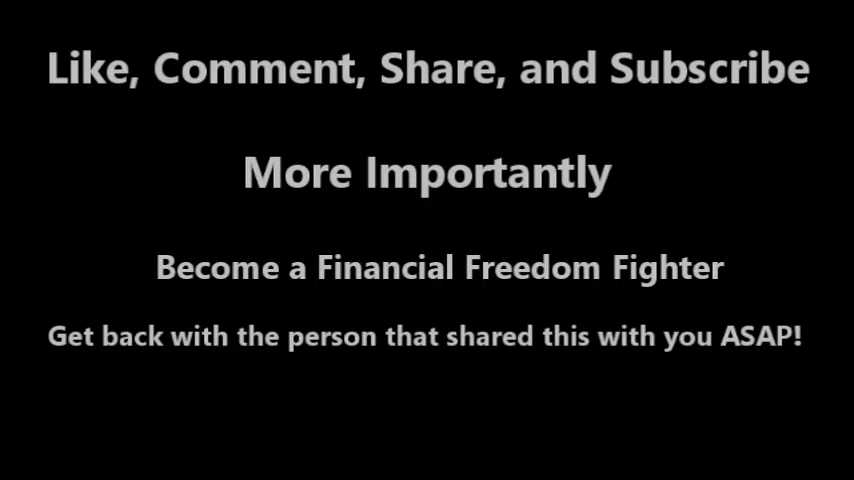 Like, Comment, Share, and Subscribe
More Importantly
Become a Financial Freedom Fighter
Get back with the person that shared this with you ASAP!